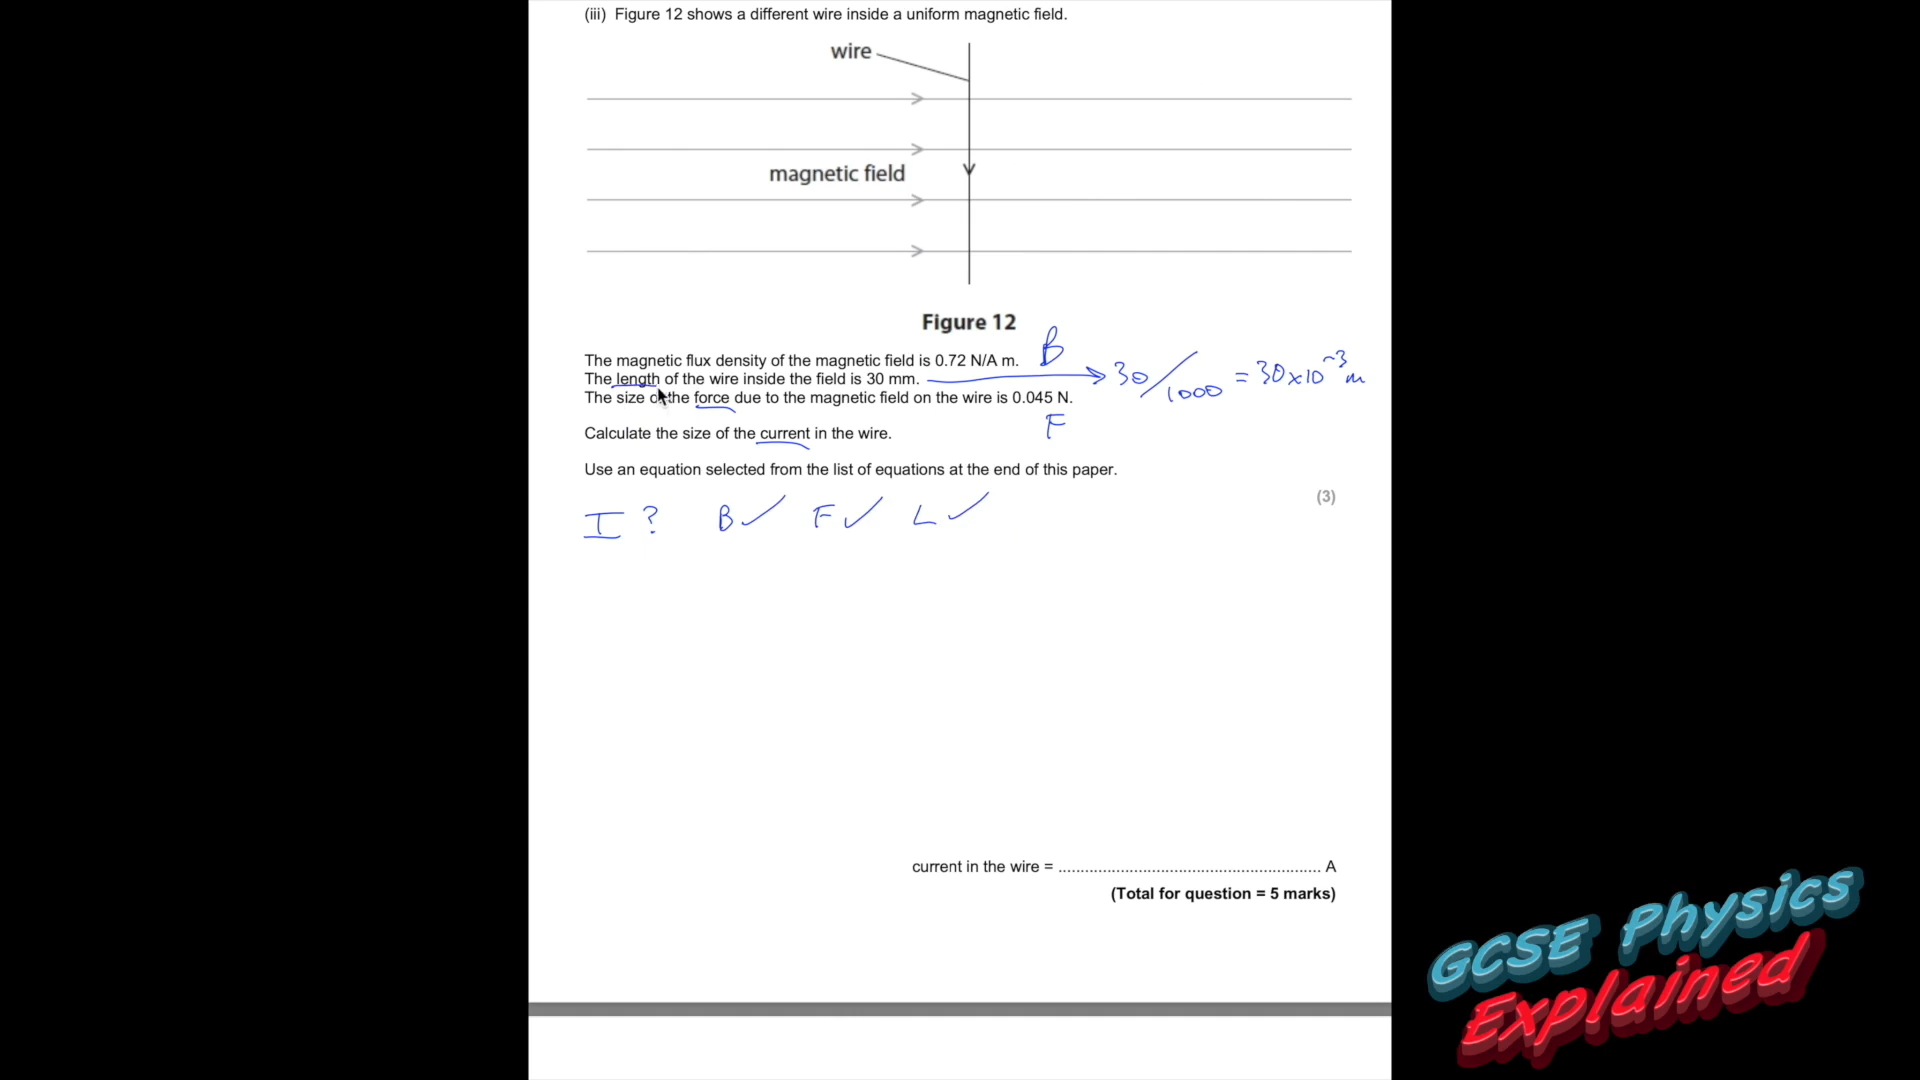 (iii) Figure 12 shows a different wire inside a uniform magnetic field.
wire
magnetic field
Figure 12
B
The magnetic flux density of the magnetic field is 0.72 N/A m.
The length of the wire inside the field is 30 mm. 30/1000 = 30x10⁻³m
The size o the force due to the magnetic field on the wire is 0.045 N.
F
Calculate the size of the current in the wire.
Use an equation selected from the list of equations at the end of this paper.
(3)
I ? B✓ F✓ L✓
current in the wire = ........................................................... A
(Total for question = 5 marks)
GCSE Physics
Explained